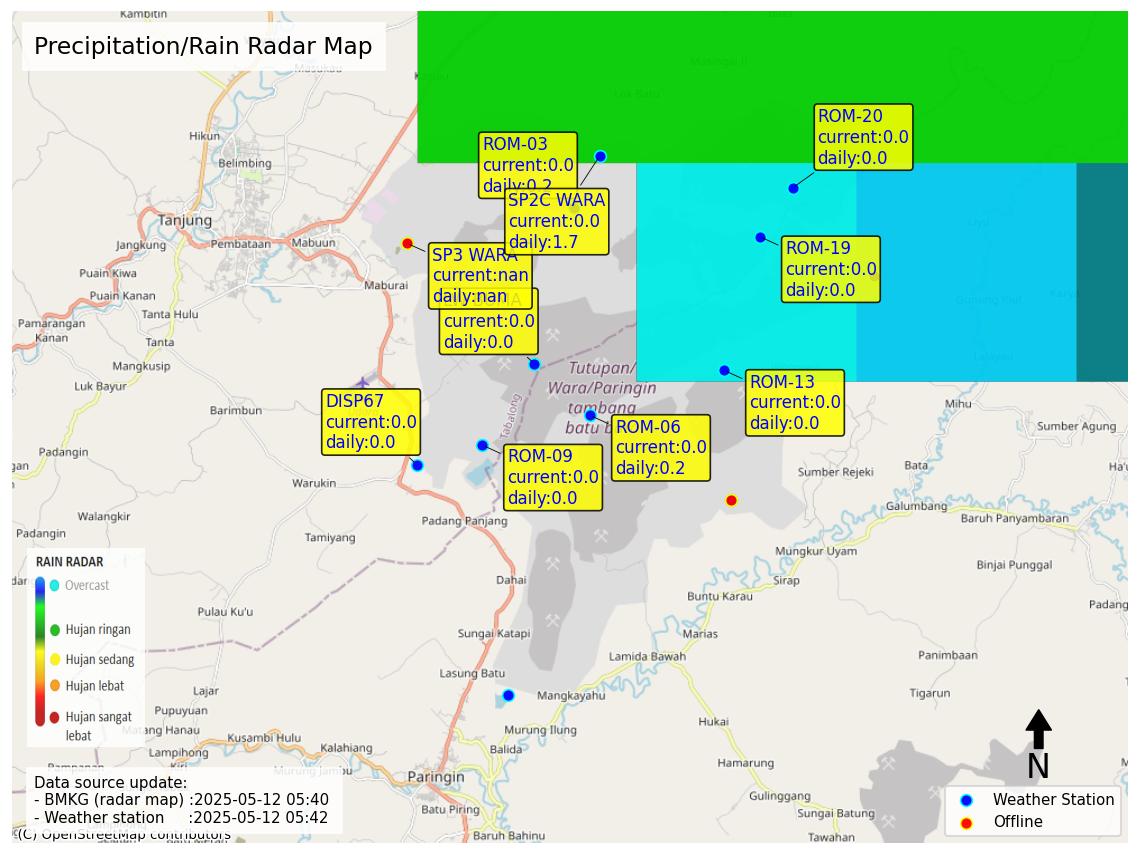 Kambitin
Precipitation/Rain Radar Map
Masukau
Kapau
Masingai II
Lok Batu
Hikun
Belimbing
ROM-20
current:0.0
daily:0.0
ROM-03
current:0.0
daily:0.2
SP2C WARA
current:0.0
daily:1.7
Tanjung
Jangkung
Pembataan
Mabuun
ROM-19
current:0.0
daily:0.0
SP3 WARA
current:nan
daily:nan
Puain Kiwa
Maburai
Puain Kanan
current:0.0
daily:0.0
Tanta Hulu
Pamarangan
Kanan
Tanta
Mangkusip
Luk Bayur
Tutupan/
Wara/Paringin
tambang
batu b
Tabalong
ROM-13
current:0.0
daily:0.0
DISP67
current:0.0
daily:0.0
Barimbun
Mihu
ROM-06
current:0.0
daily:0.2
Sumber Agung
Padangin
ROM-09
current:0.0
daily:0.0
Bata
Sumber Rejeki
Warukin
Galumbang
Walangkir
Padang Panjang
Baruh Panyambaran
Padangin
Tamiyang
Mungkur Uyam
Binjai Punggal
RAIN RADAR
Overcast
Dahai
Sirap
Buntu Karau
Pulau Ku'u
Hujan ringan
Sungai Katapi
Marias
Hujan sedang
Lamida Bawah
Panimbaan
Hujan lebat
Lasung Batu
Lajar
Mangkayahu
Tigarun
Pupuyuan
Hujan sangat
lebat
Matang Hanau
Murung Ilung
Hukai
Kusambi Hulu
Kalahiang
Lampihong
Balida
Hamarung
Murung Jambu
Paringin
N
Data source update:
- BMKG (radar map) :2025-05-12 05:40
- Weather station :2025-05-12 05:42
Gulinggang
Batu Piring
Sungai Batung
Weather Station
Offline
(C) OpenStreetMap contributors
Baruh Bahinu
Tawahan